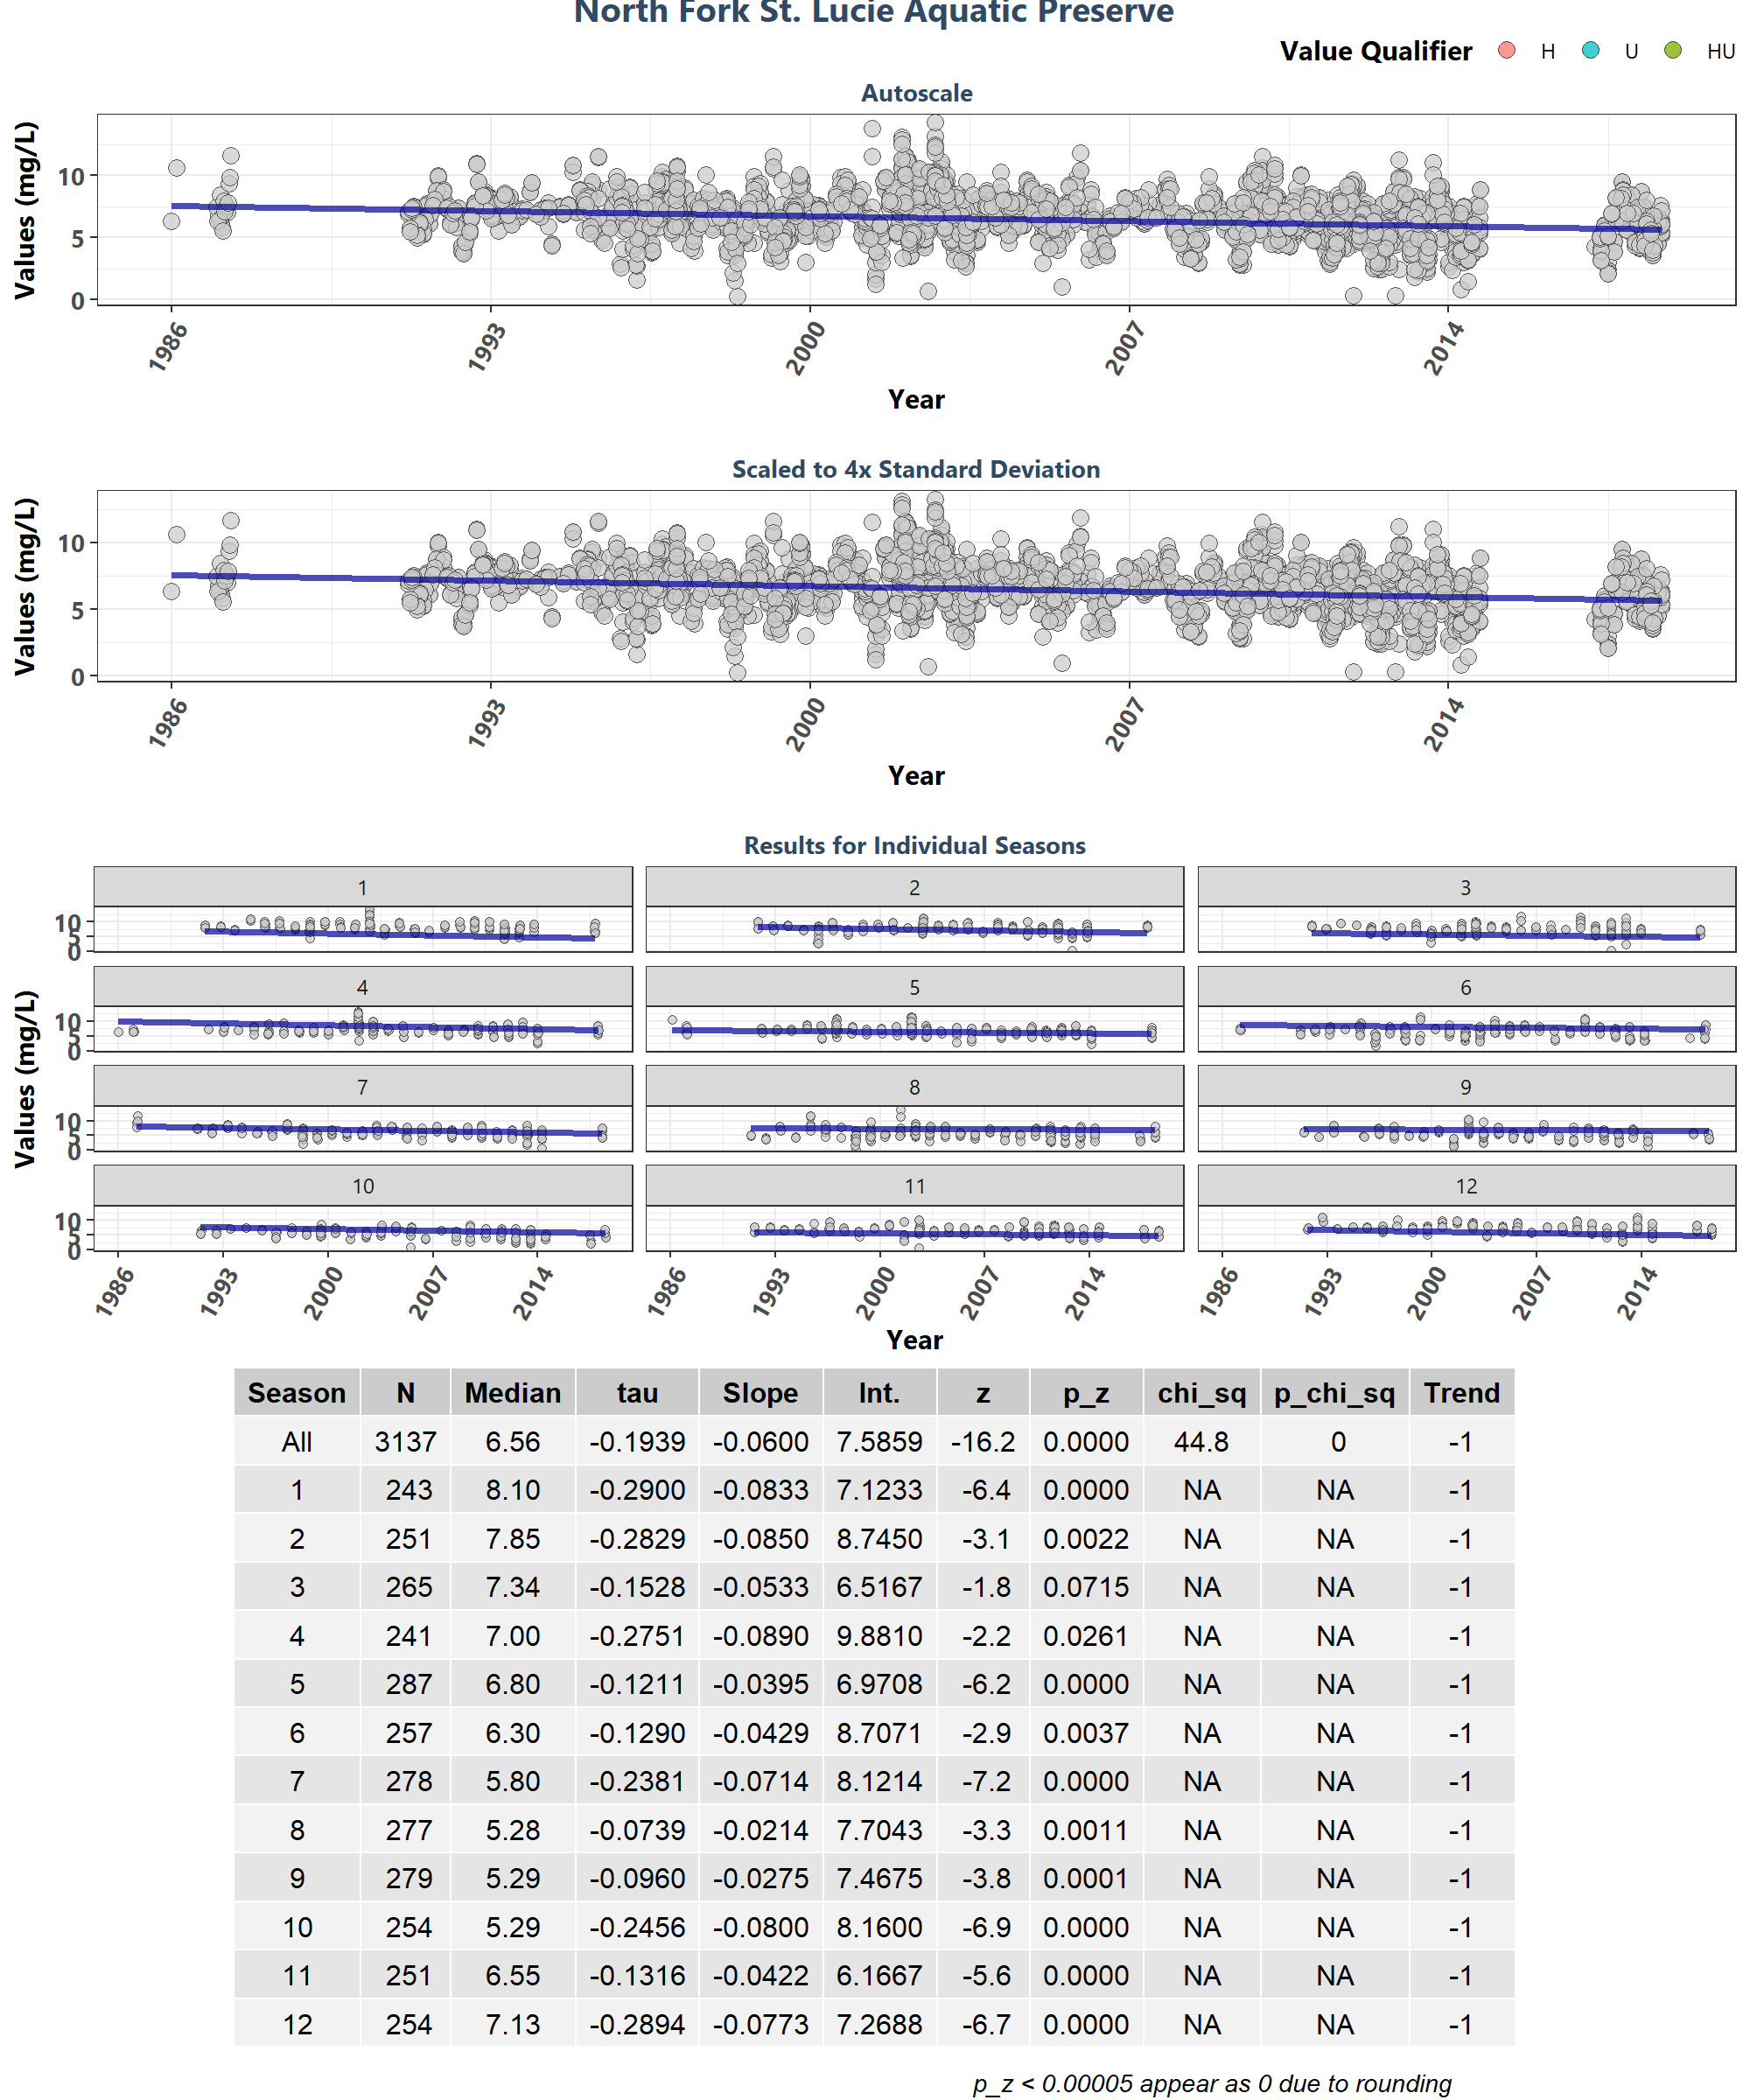 North Fork St. Lucie Aquatic Preserve
Value Qualifier H U HU
Autoscale
Values (mg/L)
10
5
0
1986 1993 2000 2007 2014
Year
Scaled to 4x Standard Deviation
Values (mg/L)
10
5
0
1986 1993 2000 2007 2014
Year
Results for Individual Seasons
Values (mg/L)
1 2 3
10
5
0
4 5 6
10
5
0
7 8 9
10
5
0
10 11 12
10
5
0
1986 1993 2000 2007 2014 1986 1993 2000 2007 2014 1986 1993 2000 2007 2014
Year
Season N Median tau Slope Int. z p_z chi_sq p_chi_sq Trend
All 3137 6.56 -0.1939 -0.0600 7.5859 -16.2 0.0000 44.8 0 -1
1 243 8.10 -0.2900 -0.0833 7.1233 -6.4 0.0000 NA NA -1
2 251 7.85 -0.2829 -0.0850 8.7450 -3.1 0.0022 NA NA -1
3 265 7.34 -0.1528 -0.0533 6.5167 -1.8 0.0715 NA NA -1
4 241 7.00 -0.2751 -0.0890 9.8810 -2.2 0.0261 NA NA -1
5 287 6.80 -0.1211 -0.0395 6.9708 -6.2 0.0000 NA NA -1
6 257 6.30 -0.1290 -0.0429 8.7071 -2.9 0.0037 NA NA -1
7 278 5.80 -0.2381 -0.0714 8.1214 -7.2 0.0000 NA NA -1
8 277 5.28 -0.0739 -0.0214 7.7043 -3.3 0.0011 NA NA -1
9 279 5.29 -0.0960 -0.0275 7.4675 -3.8 0.0001 NA NA -1
10 254 5.29 -0.2456 -0.0800 8.1600 -6.9 0.0000 NA NA -1
11 251 6.55 -0.1316 -0.0422 6.1667 -5.6 0.0000 NA NA -1
12 254 7.13 -0.2894 -0.0773 7.2688 -6.7 0.0000 NA NA -1
p_z < 0.00005 appear as 0 due to rounding